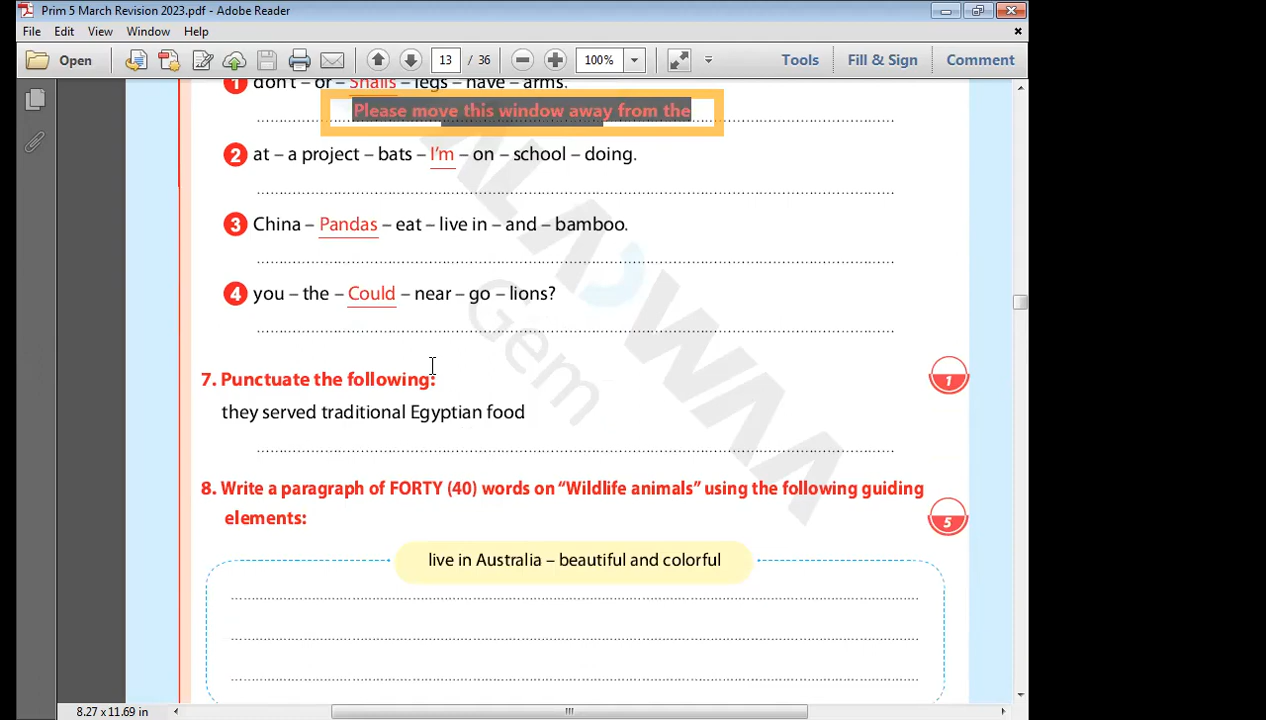 Prim 5 March Revision 2023.pdf - Adobe Reader
File Edit View Window Help
Open 13 / 36 100% Tools Fill & Sign Comment
1 don't – or – Snails – legs – have – arms.
Please move this window away from the
2 at – a project – bats – I'm – on – school – doing.
3 China – Pandas – eat – live in – and – bamboo.
4 you – the – Could – near – go – lions?
7. Punctuate the following:
1
they served traditional Egyptian food
8. Write a paragraph of FORTY (40) words on “Wildlife animals” using the following guiding
elements:
5
live in Australia – beautiful and colorful
ALADWAA
Gem
8.27 x 11.69 in